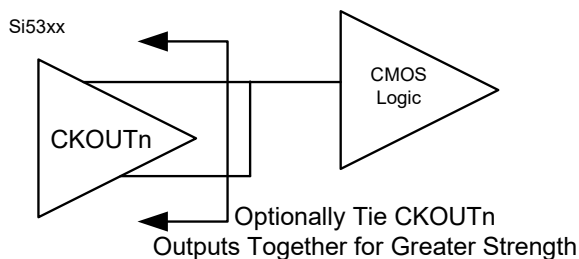 Si53xx
CKOUTn
CMOS
Logic
Optionally Tie CKOUTn
Outputs Together for Greater Strength